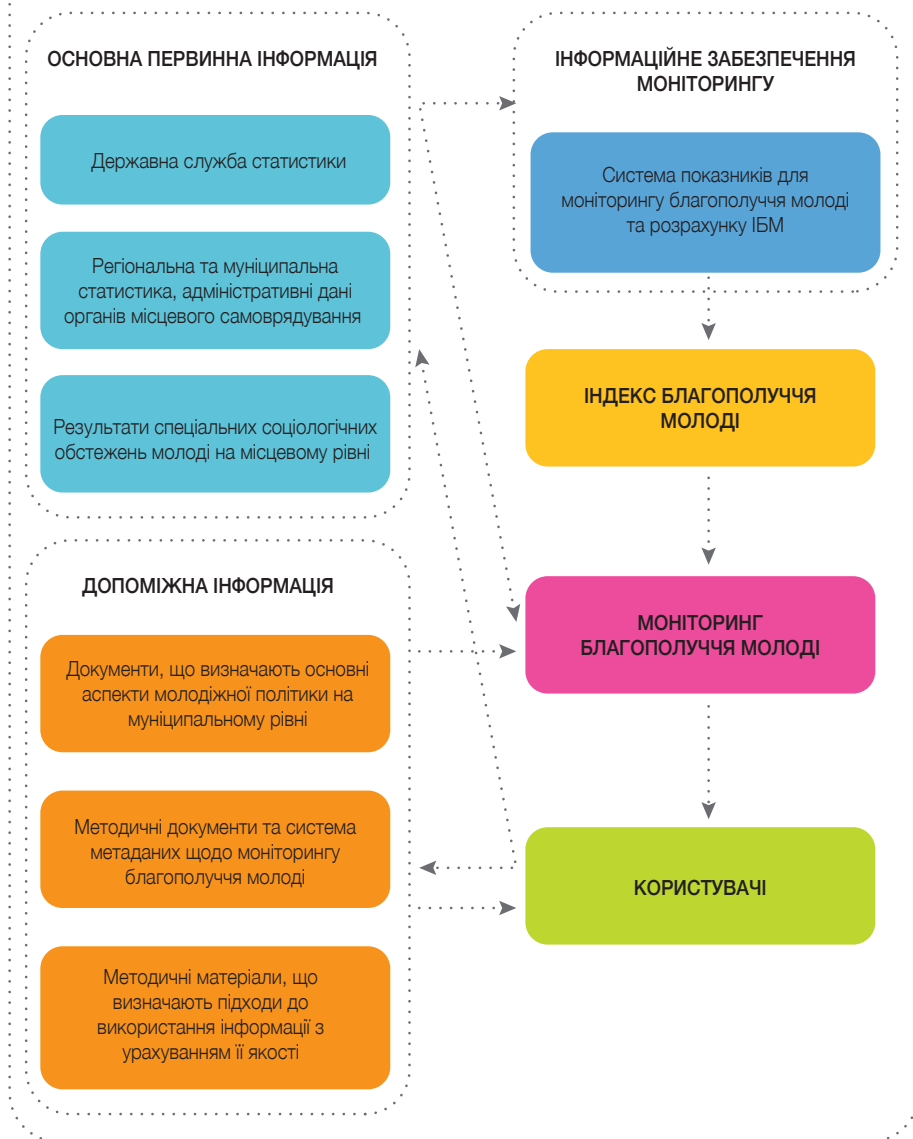 ОСНОВНА ПЕРВИННА ІНФОРМАЦІЯ
Державна служба статистики
Регіональна та муніципальна
статистика, адміністративні дані
органів місцевого самоврядування
Результати спеціальних соціологічних
обстежень молоді на місцевому рівні
ДОПОМІЖНА ІНФОРМАЦІЯ
Документи, що визначають основні
аспекти молодіжної політики на
муніципальному рівні
Методичні документи та система
метаданих щодо моніторингу
благополуччя молоді
Методичні матеріали, що
визначають підходи до
використання інформації з
урахуванням її якості
ІНФОРМАЦІЙНЕ ЗАБЕЗПЕЧЕННЯ
МОНІТОРИНГУ
Система показників для
моніторингу благополуччя молоді
та розрахунку ІБМ
ІНДЕКС БЛАГОПОЛУЧЧЯ
МОЛОДІ
МОНІТОРИНГ
БЛАГОПОЛУЧЧЯ МОЛОДІ
КОРИСТУВАЧІ